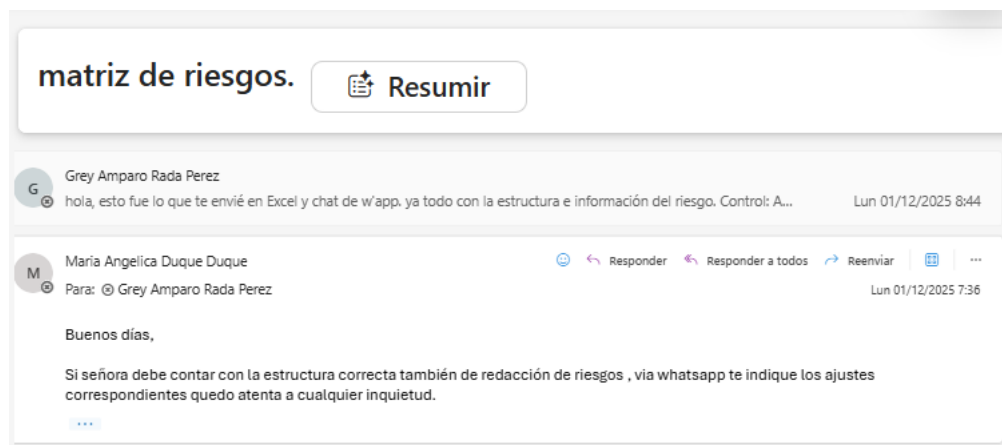 matriz de riesgos. Resumir
G
Grey Amparo Rada Perez
hola, esto fue lo que te envié en Excel y chat de w'app. ya todo con la estructura e información del riesgo. Control: A... Lun 01/12/2025 8:44
M
Maria Angelica Duque Duque
Responder Responder a todos Reenviar ...
Para: Grey Amparo Rada Perez
Lun 01/12/2025 7:36
Buenos días,
Si señora debe contar con la estructura correcta también de redacción de riesgos , via whatsapp te indique los ajustes
correspondientes quedo atenta a cualquier inquietud.
...